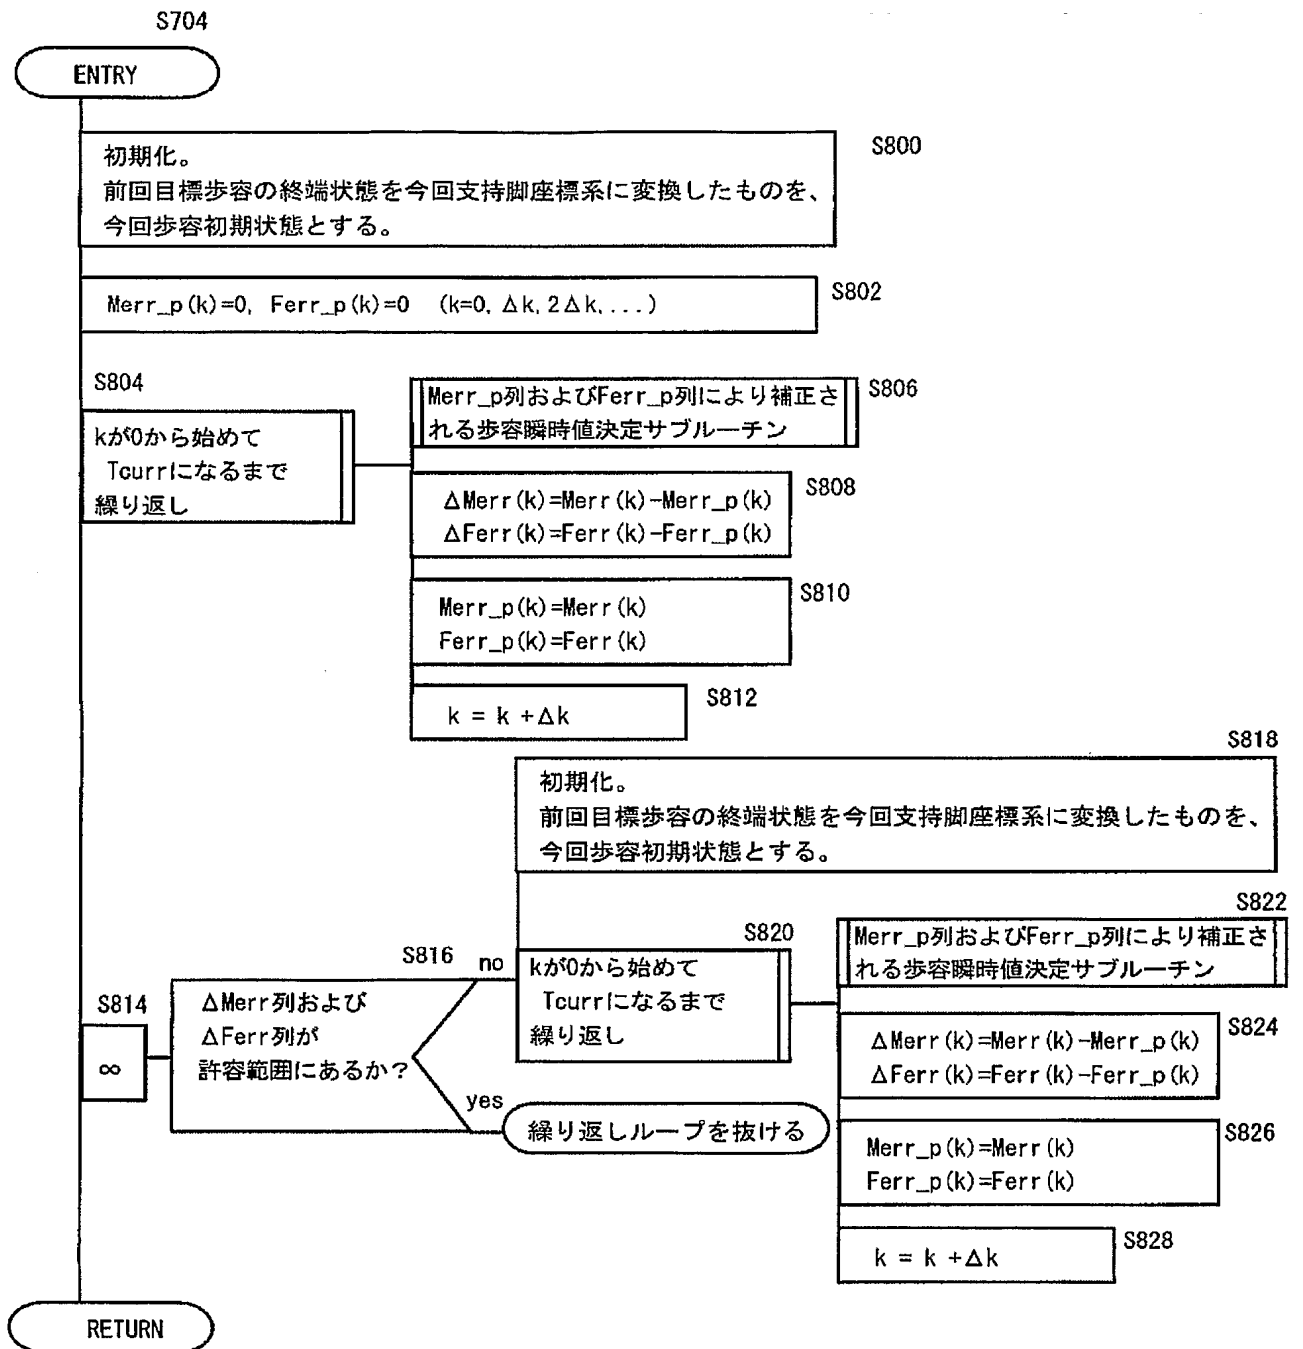 S704
ENTRY
S800
初期化。
前回目標歩容の終端状態を今回支持脚座標系に変換したものを、
今回歩容初期状態とする。
S802
Merr_p(k)=0, Ferr_p(k)=0 (k=0, Δk, 2Δk, ...)
S804
kが0から始めて
Tcurrになるまで
繰り返し
S806
Merr_p列およびFerr_p列により補正さ
れる歩容瞬時値決定サブルーチン
S808
ΔMerr(k)=Merr(k)-Merr_p(k)
ΔFerr(k)=Ferr(k)-Ferr_p(k)
S810
Merr_p(k)=Merr(k)
Ferr_p(k)=Ferr(k)
S812
k = k +Δk
S818
初期化。
前回目標歩容の終端状態を今回支持脚座標系に変換したものを、
今回歩容初期状態とする。
S814
∞
S816
ΔMerr列および
ΔFerr列が
許容範囲にあるか？
no
yes
繰り返しループを抜ける
S820
kが0から始めて
Tcurrになるまで
繰り返し
S822
Merr_p列およびFerr_p列により補正さ
れる歩容瞬時値決定サブルーチン
S824
ΔMerr(k)=Merr(k)-Merr_p(k)
ΔFerr(k)=Ferr(k)-Ferr_p(k)
S826
Merr_p(k)=Merr(k)
Ferr_p(k)=Ferr(k)
S828
k = k +Δk
RETURN